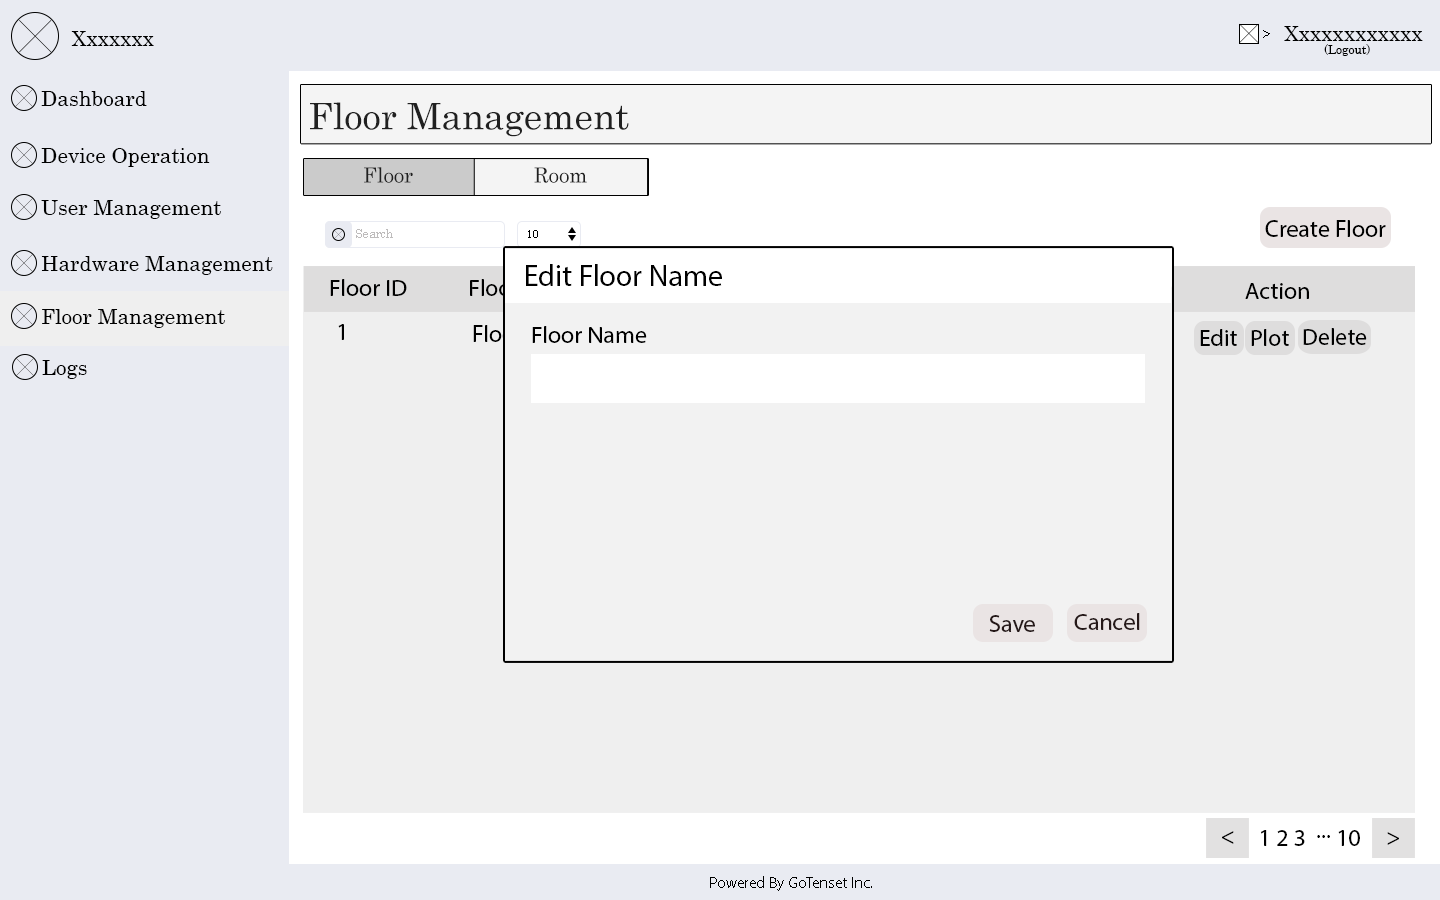 Xxxxxxx
> Xxxxxxxxxxxx
(Logout)
Dashboard
Device Operation
User Management
Hardware Management
Floor Management
Logs
Floor Management
Floor Room
Search 10
Create Floor
Floor ID Floo Action
1 Flo Edit Plot Delete
Edit Floor Name
Floor Name
Save Cancel
< 1 2 3 ... 10 >
Powered By GoTenset Inc.